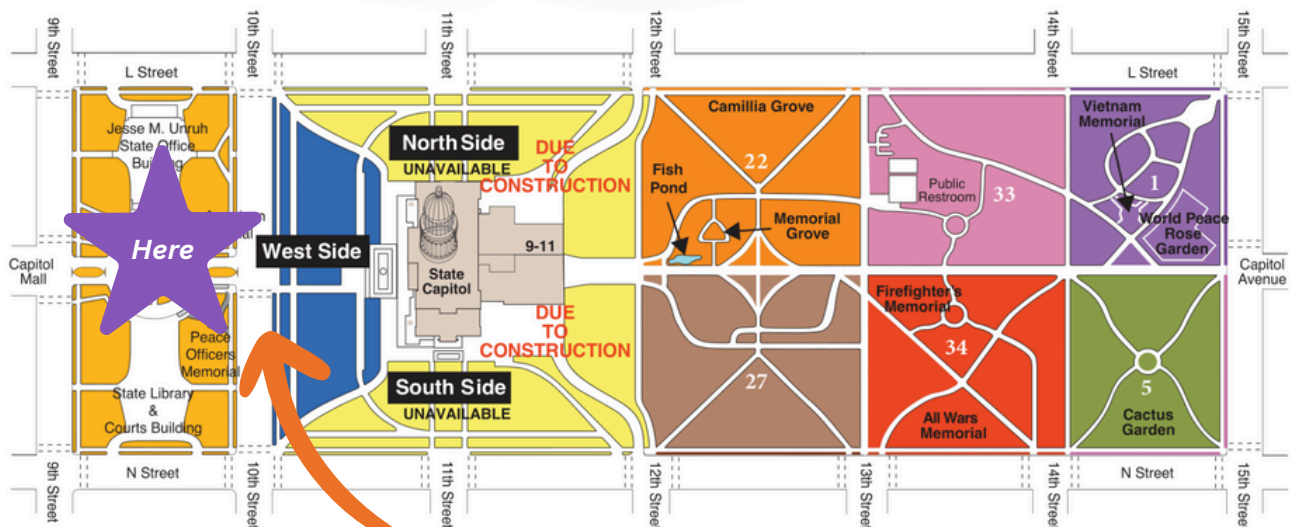 9th Street
10th Street
11th Street
12th Street
14th Street
15th Street
L Street
L Street
Jesse M. Unruh
State Office
Building
Here
Capitol
Mall
Peace
Officers
Memorial
State Library
&
Courts Building
West Side
North Side
UNAVAILABLE
DUE
TO
CONSTRUCTION
9-11
State
Capitol
DUE
TO
CONSTRUCTION
South Side
UNAVAILABLE
Camillia Grove
22
Fish
Pond
Memorial
Grove
27
Public
Restroom
33
Firefighter's
Memorial
34
All Wars
Memorial
Vietnam
Memorial
1
World Peace
Rose
Garden
5
Cactus
Garden
Capitol
Avenue
N Street
N Street
9th Street
10th Street
11th Street
12th Street
13th Street
14th Street
15th Street